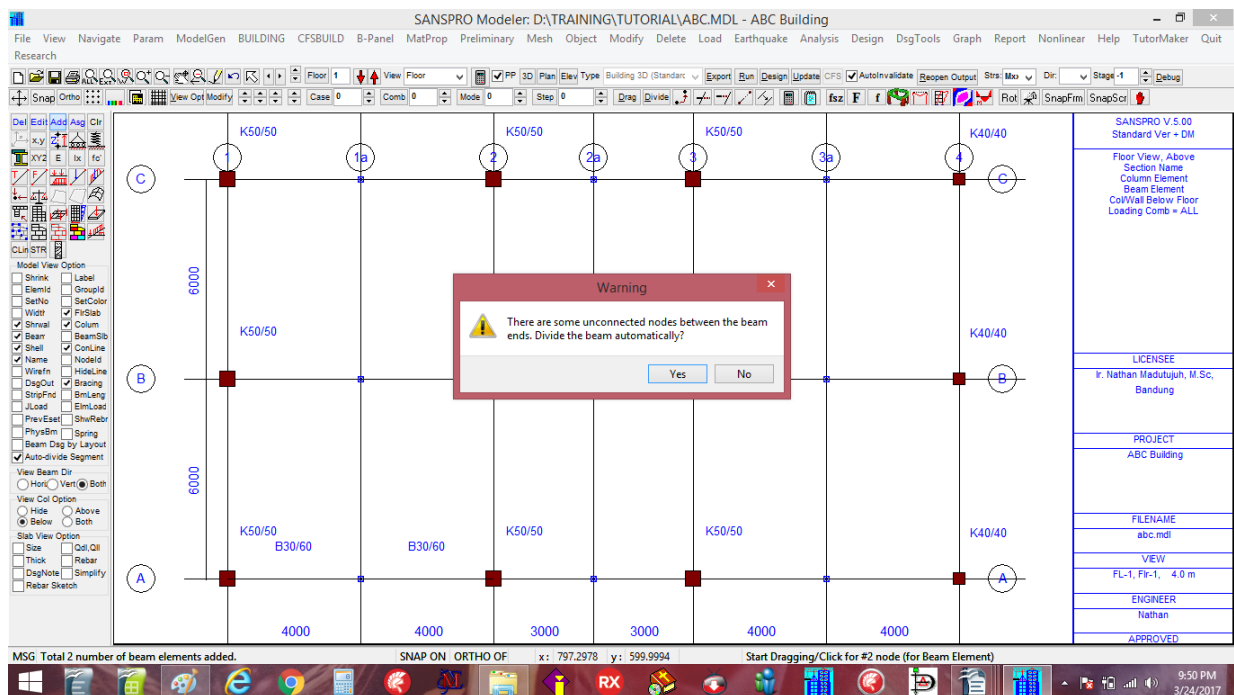 SANSPRO Modeler: D:\TRAINING\TUTORIAL\ABC.MDL - ABC Building
File View Navigate Param ModelGen BUILDING CFSBUILD B-Panel MatProp Preliminary Mesh Object Modify Delete Load Earthquake Analysis Design DsgTools Graph Report Nonlinear Help TutorMaker Quit
Research
Floor 1 View Floor PP 3D Plan Elev Type Building 3D (Standarc Export Run Design Update CFS AutoInvalidate Reopen Output Strs: Mxx Dir: Stage -1 Debug
Snap Ortho View Opt Modify Case 0 Comb 0 Mode 0 Step 0 Drag Divide fsz F f Rot SnapFrm SnapScr
Del Edit Add Asg Clr
x,y
XY2 E Ix fc'
CLin STR
Model View Option
Shrink Label
ElemId GroupId
SetNo SetColor
Widtl FlrSlab
Shrwal Colum
Bearr BeamSlb
Shell ConLine
Name NodeId
Wirefn HideLine
DsgOut Bracing
StripFnd BmLeng
JLoad ElmLoad
PrevEset ShwRebr
PhysBm Spring
Beam Dsg by Layout
Auto-divide Segment
View Beam Dir
Hori Vert Both
View Col Option
Hide Above
Below Both
Slab View Option
Size Qdl,Qll
Thick Rebar
DsgNote Simplify
Rebar Sketch
K50/50 K50/50 K50/50 K40/40
1 1a 2 2a 3 3a 4
C C
6000
K50/50 K40/40
B B
6000
K50/50 K50/50 K50/50 K40/40
B30/60 B30/60
A A
4000 4000 3000 3000 4000 4000
Warning
There are some unconnected nodes between the beam
ends. Divide the beam automatically?
Yes No
SANSPRO V.5.00
Standard Ver + DM
Floor View, Above
Section Name
Column Element
Beam Element
Col/Wall Below Floor
Loading Comb = ALL
LICENSEE
Ir. Nathan Madutujuh, M.Sc,
Bandung
PROJECT
ABC Building
FILENAME
abc.mdl
VIEW
FL-1, Flr-1, 4.0 m
ENGINEER
Nathan
APPROVED
MSG Total 2 number of beam elements added. SNAP ON ORTHO OF x: 797.2978 y: 599.9994 Start Dragging/Click for #2 node (for Beam Element)
RX
9:50 PM
3/24/2017